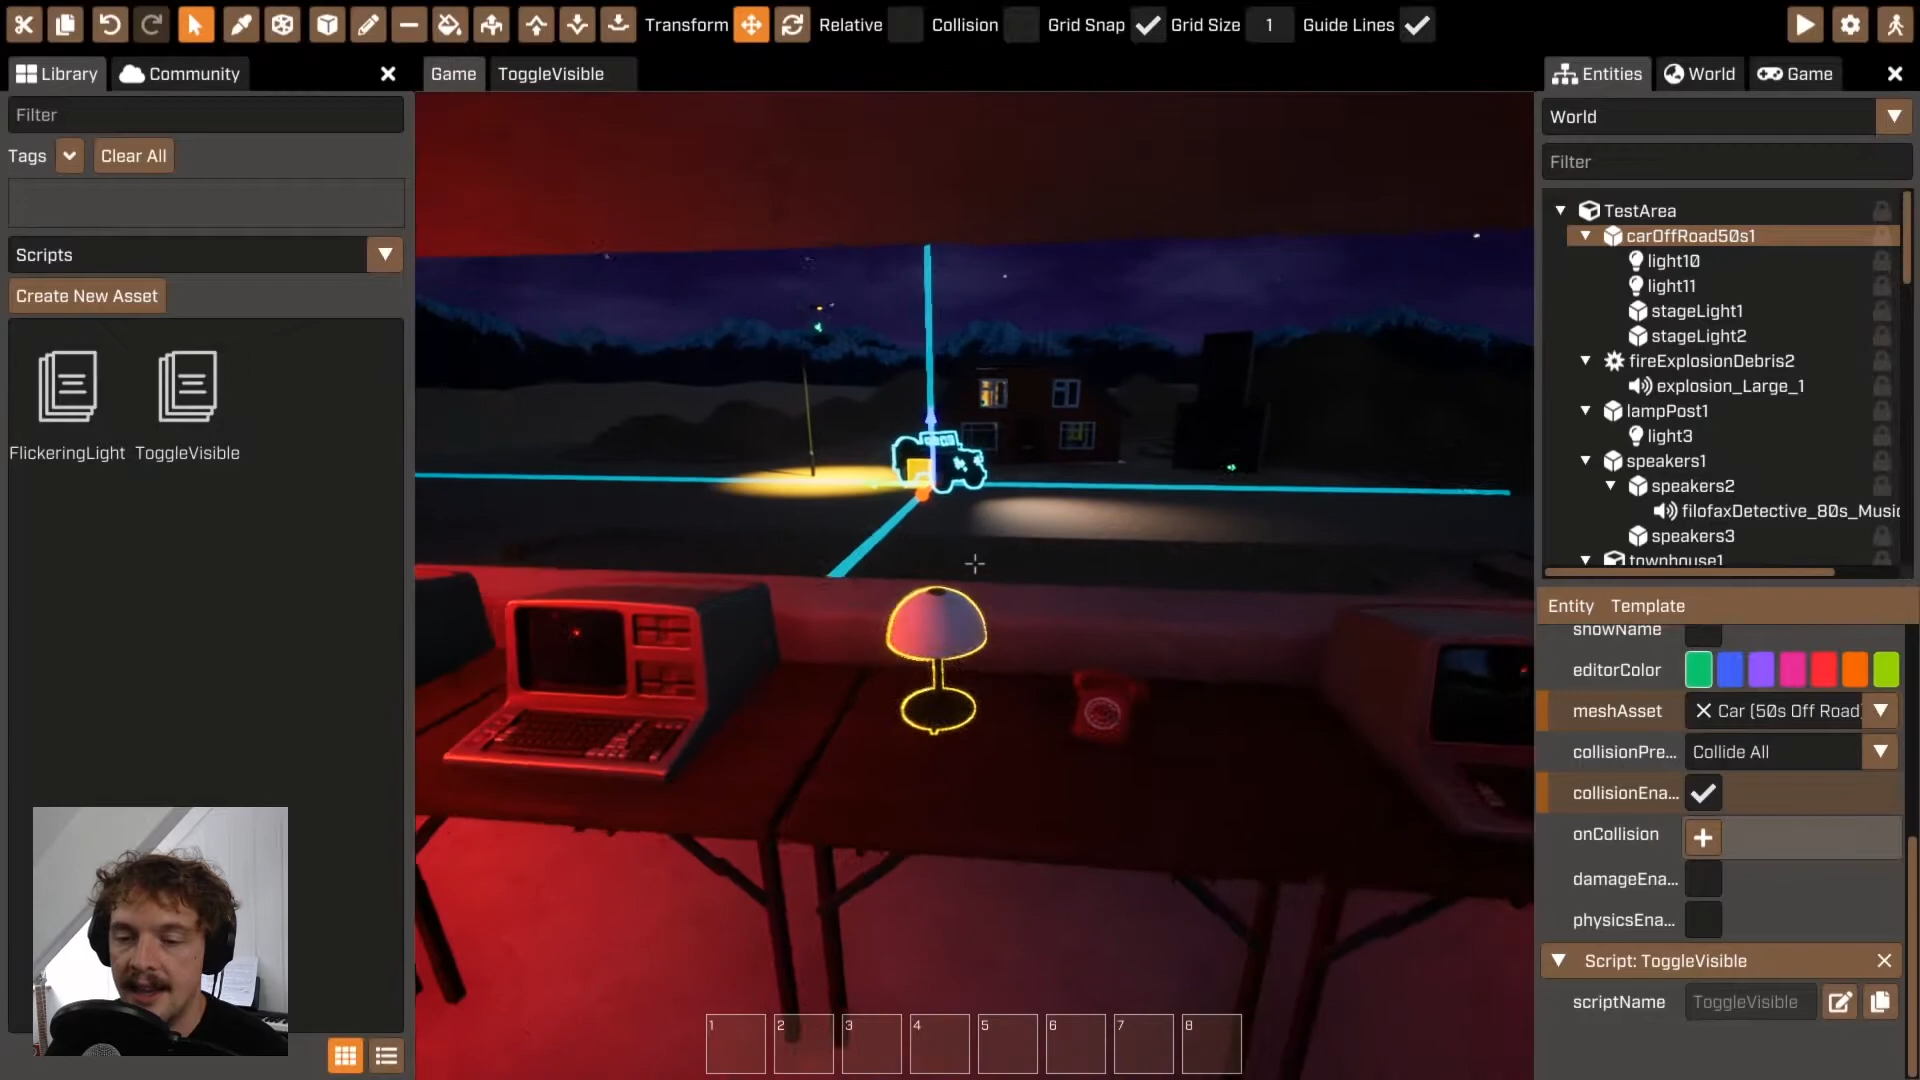 Transform
Relative
Collision
Grid Snap
Grid Size
1
Guide Lines
Library
Community
Game
ToggleVisible
Entities
World
Game
Filter
Tags
Clear All
Scripts
Create New Asset
FlickeringLight
ToggleVisible
World
Filter
TestArea
carOffRoad50s1
light10
light11
stageLight1
stageLight2
fireExplosionDebris2
explosion_Large_1
lampPost1
light3
speakers1
speakers2
filofaxDetective_80s_Music
speakers3
townhouse1
Entity
Template
showName
editorColor
meshAsset
Car (50s Off Road)
collisionPre...
Collide All
collisionEna...
onCollision
damageEna...
physicsEna...
Script: ToggleVisible
scriptName
ToggleVisible
1
2
3
4
5
6
7
8